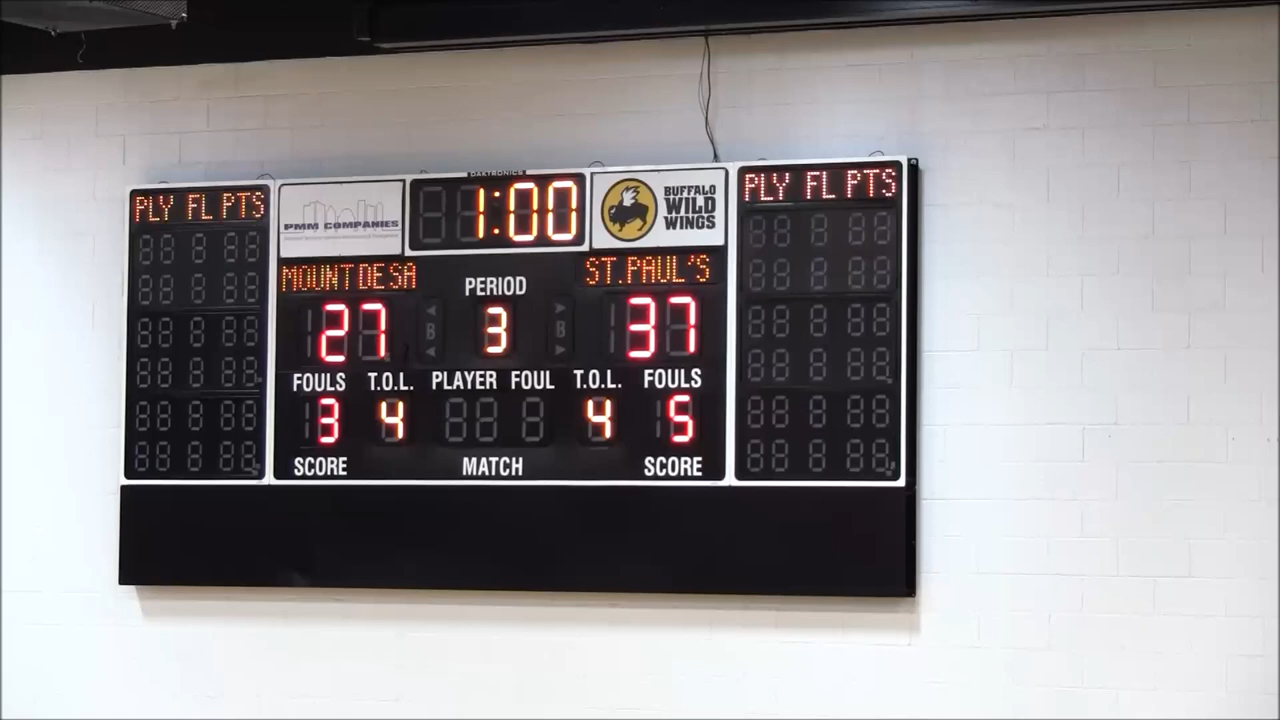 DAKTRONICS
PLY FL PTS
PMM COMPANIES
1:00
BUFFALO
WILD
WINGS
PLY FL PTS
MOUNT DE SA
PERIOD
ST.PAUL'S
27
B
3
B
37
FOULS T.O.L. PLAYER FOUL T.O.L. FOULS
3 4 4 5
SCORE MATCH SCORE